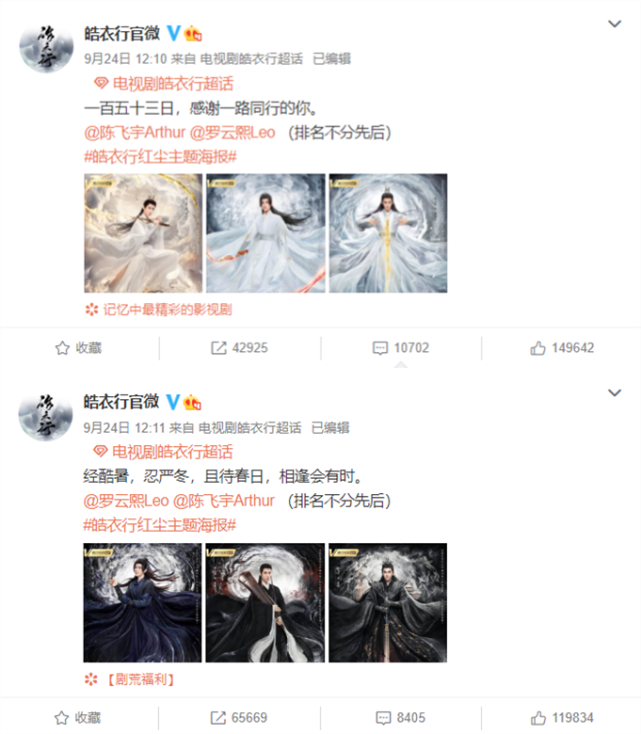 皓衣行官微
9月24日 12:10 来自 电视剧皓衣行超话 已编辑
电视剧皓衣行超话
一百五十三日，感谢一路同行的你。
@陈飞宇Arthur @罗云熙Leo （排名不分先后）
#皓衣行红尘主题海报#
记忆中最精彩的影视剧
收藏 42925 10702 149642
皓衣行官微
9月24日 12:11 来自 电视剧皓衣行超话 已编辑
电视剧皓衣行超话
经酷暑，忍严冬，且待春日，相逢会有时。
@罗云熙Leo @陈飞宇Arthur （排名不分先后）
#皓衣行红尘主题海报#
【剧荒福利】
收藏 65669 8405 119834